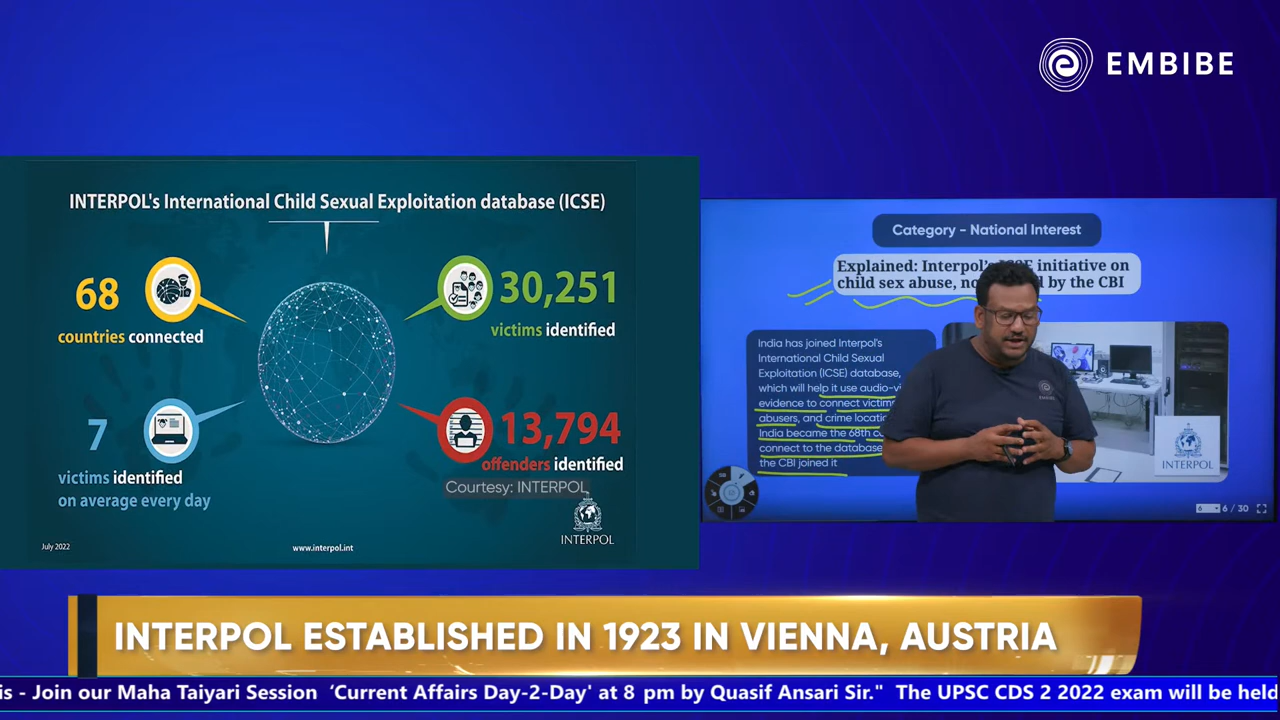 EMBIBE
INTERPOL's International Child Sexual Exploitation database (ICSE)
68
countries connected
30,251
victims identified
7
victims identified
on average every day
13,794
offenders identified
Courtesy: INTERPOL
INTERPOL
July 2022
www.interpol.int
Category - National Interest
Explained: Interpol's initiative on
child sex abuse, by the CBI
India has joined Interpol's
International Child Sexual
Exploitation (ICSE) database,
which will help it use audio-vi
evidence to connect victims
abusers, and crime locatio
India became the 68th
connect to the database
the CBI joined it
EMBIBE
INTERPOL
6 6 / 30
INTERPOL ESTABLISHED IN 1923 IN VIENNA, AUSTRIA
is - Join our Maha Taiyari Session 'Current Affairs Day-2-Day' at 8 pm by Quasif Ansari Sir." The UPSC CDS 2 2022 exam will be held